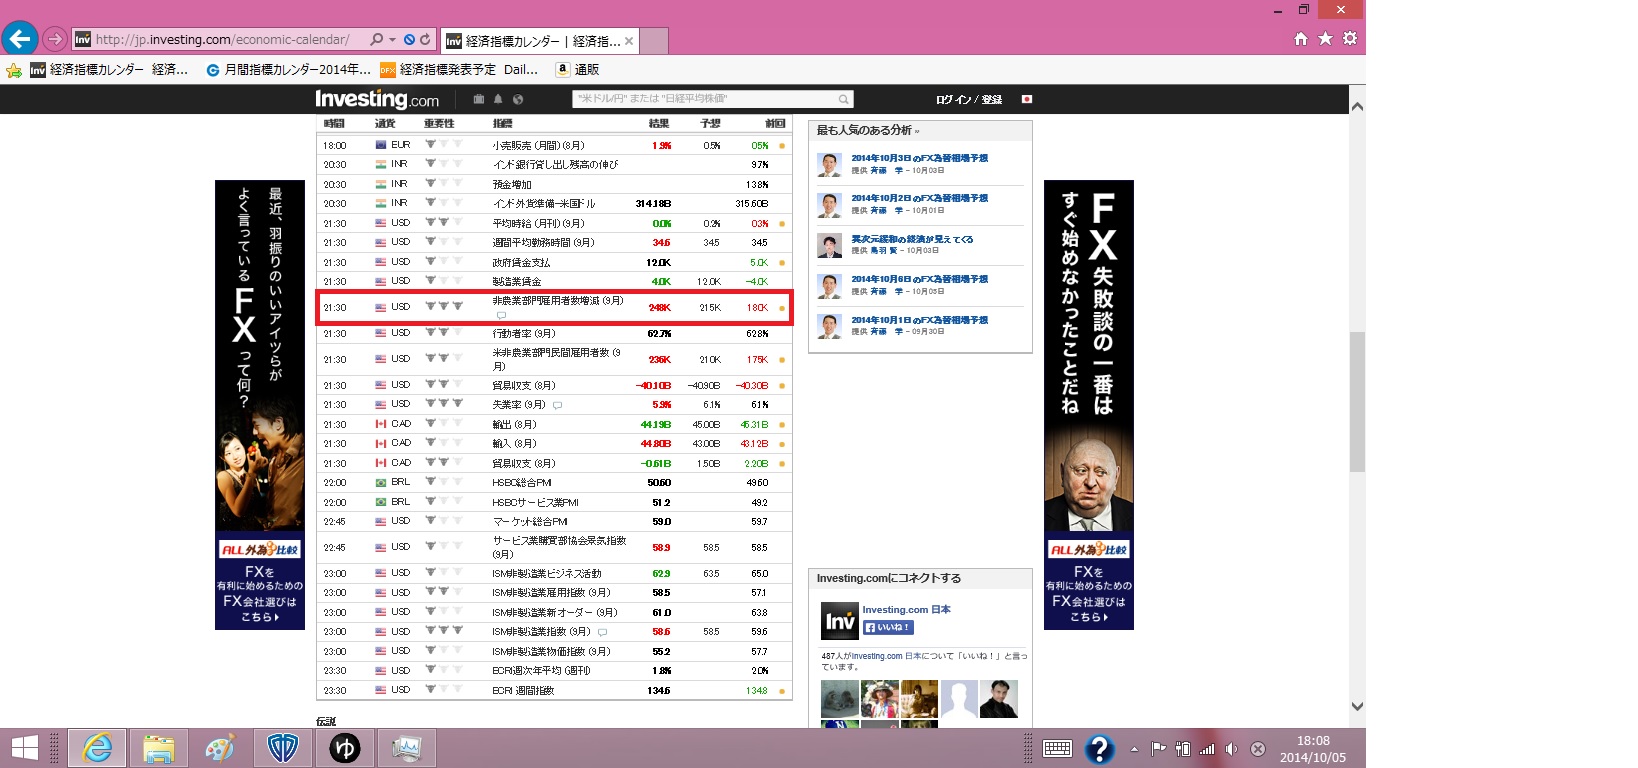 http://jp.investing.com/economic-calendar/
経済指標カレンダー | 経済指...
経済指標カレンダー 経済...
月間指標カレンダー2014年...
DFX 経済指標発表予定 Dail...
通販
Investing.com
"米ドル/円" または "日経平均株価"
ログイン / 登録
時間 通貨 重要性 指標 結果 予想 前回
18:00 EUR 小売販売 (月間) (8月) 1.9% 0.5% 0.5%
20:30 INR インド銀行貸し出し残高の伸び 9.7%
20:30 INR 預金増加 13.8%
20:30 INR インド外貨準備-米国ドル 314.18B 315.60B
21:30 USD 平均時給 (月刊) (9月) 0.0% 0.2% 0.3%
21:30 USD 週間平均勤務時間 (9月) 34.6 34.5 34.5
21:30 USD 政府賃金支払 12.0K 5.0K
21:30 USD 製造業賃金 4.0K 12.0K -4.0K
21:30 USD 非農業部門雇用者数増減 (9月) 248K 215K 180K
21:30 USD 行動者率 (9月) 62.7% 62.8%
21:30 USD 米非農業部門民間雇用者数 (9
月) 236K 210K 175K
21:30 USD 貿易収支 (8月) -40.10B -40.90B -40.30B
21:30 USD 失業率 (9月) 5.9% 6.1% 6.1%
21:30 CAD 輸出 (8月) 44.19B 45.00B 45.31B
21:30 CAD 輸入 (8月) 44.80B 43.00B 43.12B
21:30 CAD 貿易収支 (8月) -0.61B 1.50B 2.20B
22:00 BRL HSBC総合PMI 50.60 49.60
22:00 BRL HSBCサービス業PMI 51.2 49.2
22:45 USD マーケット総合PMI 59.0 59.7
22:45 USD サービス業購買部協会景気指数
(9月) 58.9 58.5 58.5
23:00 USD ISM非製造業ビジネス活動 62.9 63.5 65.0
23:00 USD ISM非製造業雇用指数 (9月) 58.5 57.1
23:00 USD ISM非製造業新オーダー (9月) 61.0 63.8
23:00 USD ISM非製造業指数 (9月) 58.6 58.5 59.6
23:00 USD ISM非製造業物価指数 (9月) 55.2 57.7
23:30 USD ECRI週次年平均 (週刊) 1.8% 2.0%
23:30 USD ECRI 週間指数 134.6 134.8
伝説
最近、羽振りのいいアイツらが
よく言っているFXって何?
ALL外為比較
FXを
有利に始めるための
FX会社選びは
こちら
最も人気のある分析 »
2014年10月3日のFX為替相場予想
提供 斉藤 学 - 10月03日
2014年10月2日のFX為替相場予想
提供 斉藤 学 - 10月01日
異次元緩和の経済が見えてくる
提供 鳥羽 賢 - 10月03日
2014年10月6日のFX為替相場予想
提供 斉藤 学 - 10月03日
2014年10月1日のFX為替相場予想
提供 斉藤 学 - 09月30日
Investing.comにコネクトする
Inv
Investing.com 日本
いいね!
487人がInvesting.com 日本について「いいね!」と言っ
ています。
FX失敗談の一番は
すぐ始めなかったことだね
ALL外為比較
FXを
有利に始めるための
FX会社選びは
こちら
ゆ
18:08
2014/10/05